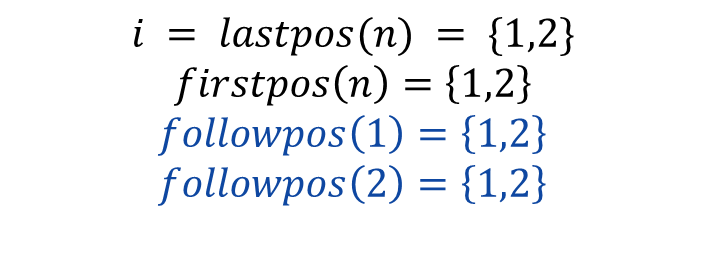 i = lastpos(n) = {1,2}
firstpos(n) = {1,2}
followpos(1) = {1,2}
followpos(2) = {1,2}